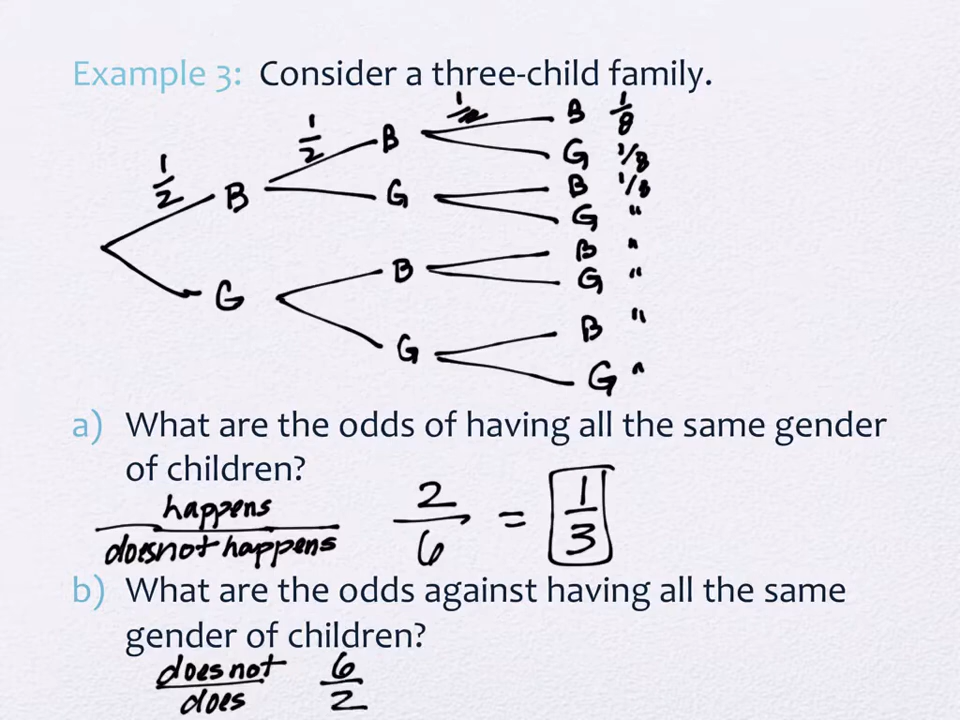 Example 3: Consider a three-child family.
1/2 B 1/2 B 1/2 B 1/8
G 1/8
G B 1/8
G "
G B B "
G "
G B "
G "
a) What are the odds of having all the same gender
of children?
happens
doesnot happens
2/6 = 1/3
b) What are the odds against having all the same
gender of children?
does not
does
6/2